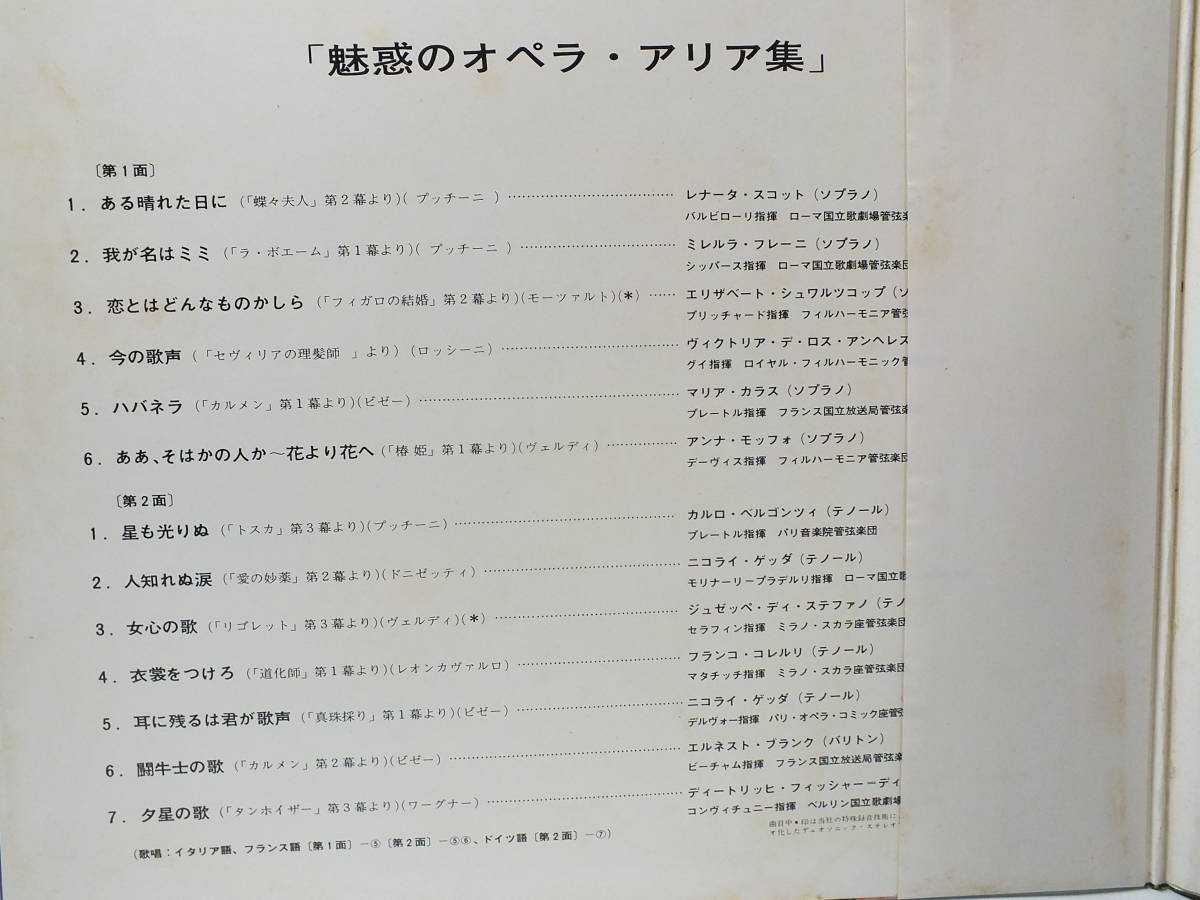 「魅惑のオペラ・アリア集」
〔第1面〕
1. ある晴れた日に (「蝶々夫人」第2幕より)( プッチーニ ) レナータ・スコット (ソプラノ)
バルビローリ指揮 ローマ国立歌劇場管弦楽
2. 我が名はミミ (「ラ・ボエーム」第1幕より)( プッチーニ ) ミレルラ・フレーニ (ソプラノ)
シッパース指揮 ローマ国立歌劇場管弦楽団
3. 恋とはどんなものかしら (「フィガロの結婚」第2幕より)(モーツァルト)(*) エリザベート・シュワルツコップ (ソ
プリッチャード指揮 フィルハーモニア管弦
4. 今の歌声 (「セヴィリアの理髪師 」より) (ロッシーニ) ヴィクトリア・デ・ロス・アンヘレス
グイ指揮 ロイヤル・フィルハーモニック管
5. ハバネラ (「カルメン」第1幕より)(ビゼー) マリア・カラス (ソプラノ)
プレートル指揮 フランス国立放送局管弦楽
6. ああ、そはかの人か~花より花へ (「椿 姫」第1幕より)(ヴェルディ) アンナ・モッフォ (ソプラノ)
デーヴィス指揮 フィルハーモニア管弦楽団
〔第2面〕
1. 星も光りぬ (「トスカ」第3幕より)(プッチーニ) カルロ・ベルゴンツィ (テノール)
プレートル指揮 パリ音楽院管弦楽団
2. 人知れぬ涙 (「愛の妙薬」第2幕より)(ドニゼッティ) ニコライ・ゲッダ (テノール)
モリナーリープラデルリ指揮 ローマ国立歌
3. 女心の歌 (「リゴレット」第3幕より)(ヴェルディ)(*) ジュゼッペ・ディ・ステファノ (テノ
セラフィン指揮 ミラノ・スカラ座管弦楽団
4. 衣裳をつけろ (「道化師」第1幕より)(レオンカヴァルロ) フランコ・コレルリ (テノール)
マタチッチ指揮 ミラノ・スカラ座管弦楽団
5. 耳に残るは君が歌声 (「真珠採り」第1幕より)(ビゼー) ニコライ・ゲッダ (テノール)
デルヴォー指揮 パリ・オペラ・コミック座管弦
6. 闘牛士の歌 (「カルメン」第2幕より)(ビゼー) エルネスト・ブランク (バリトン)
ビーチャム指揮 フランス国立放送局管弦楽
7. 夕星の歌 (「タンホイザー」第3幕より)(ワーグナー) ディートリッヒ・フィッシャー=ディ
コンヴィチュニー指揮 ベルリン国立歌劇場
曲目中*印は当社の特殊録音技術に
オ化したデュオソニック・ステレオ
(歌唱:イタリア語、フランス語〔第1面〕—⑤〔第2面〕—⑤⑥、ドイツ語〔第2面〕—⑦)